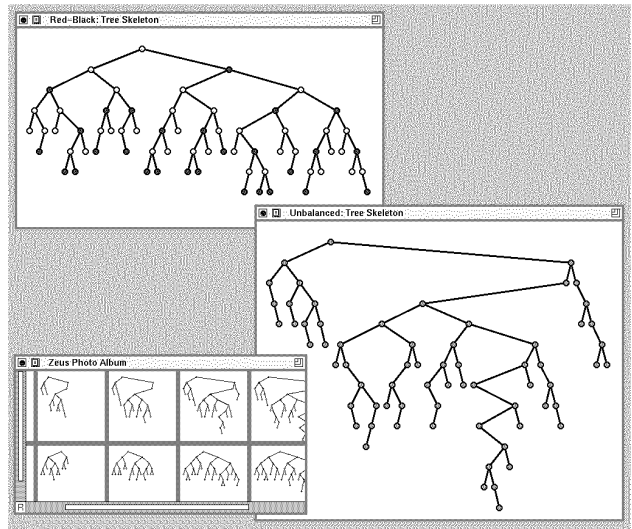 Red-Black: Tree Skeleton
Unbalanced: Tree Skeleton
Zeus Photo Album
R